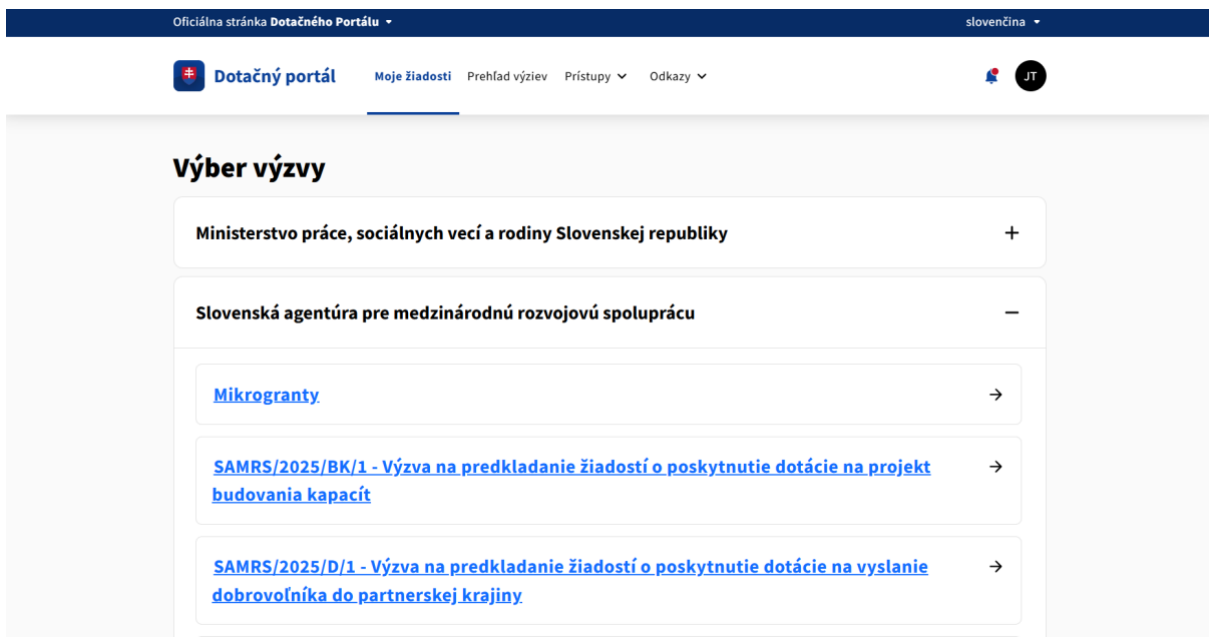 Oficiálna stránka Dotačného Portálu
slovenčina
Dotačný portál
Moje žiadosti
Prehľad výziev
Prístupy
Odkazy
JT
Výber výzvy
Ministerstvo práce, sociálnych vecí a rodiny Slovenskej republiky
Slovenská agentúra pre medzinárodnú rozvojovú spoluprácu
Mikrogranty
SAMRS/2025/BK/1 - Výzva na predkladanie žiadostí o poskytnutie dotácie na projekt
budovania kapacít
SAMRS/2025/D/1 - Výzva na predkladanie žiadostí o poskytnutie dotácie na vyslanie
dobrovoľníka do partnerskej krajiny